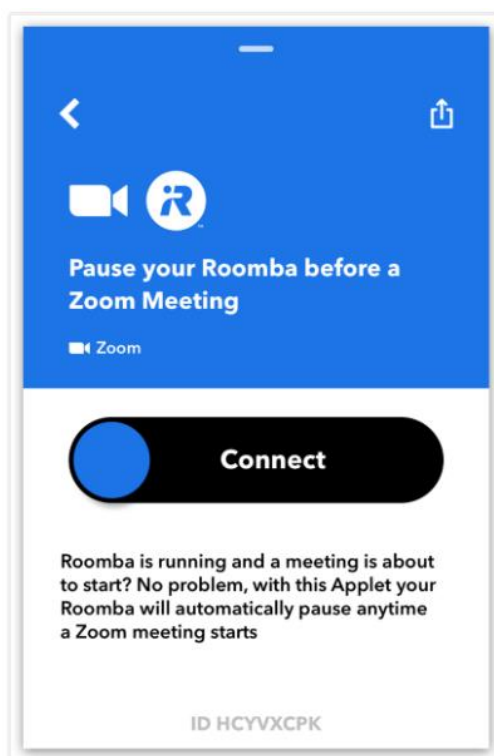 Pause your Roomba before a
Zoom Meeting
Zoom
Connect
Roomba is running and a meeting is about
to start? No problem, with this Applet your
Roomba will automatically pause anytime
a Zoom meeting starts
ID HCYVXCPK